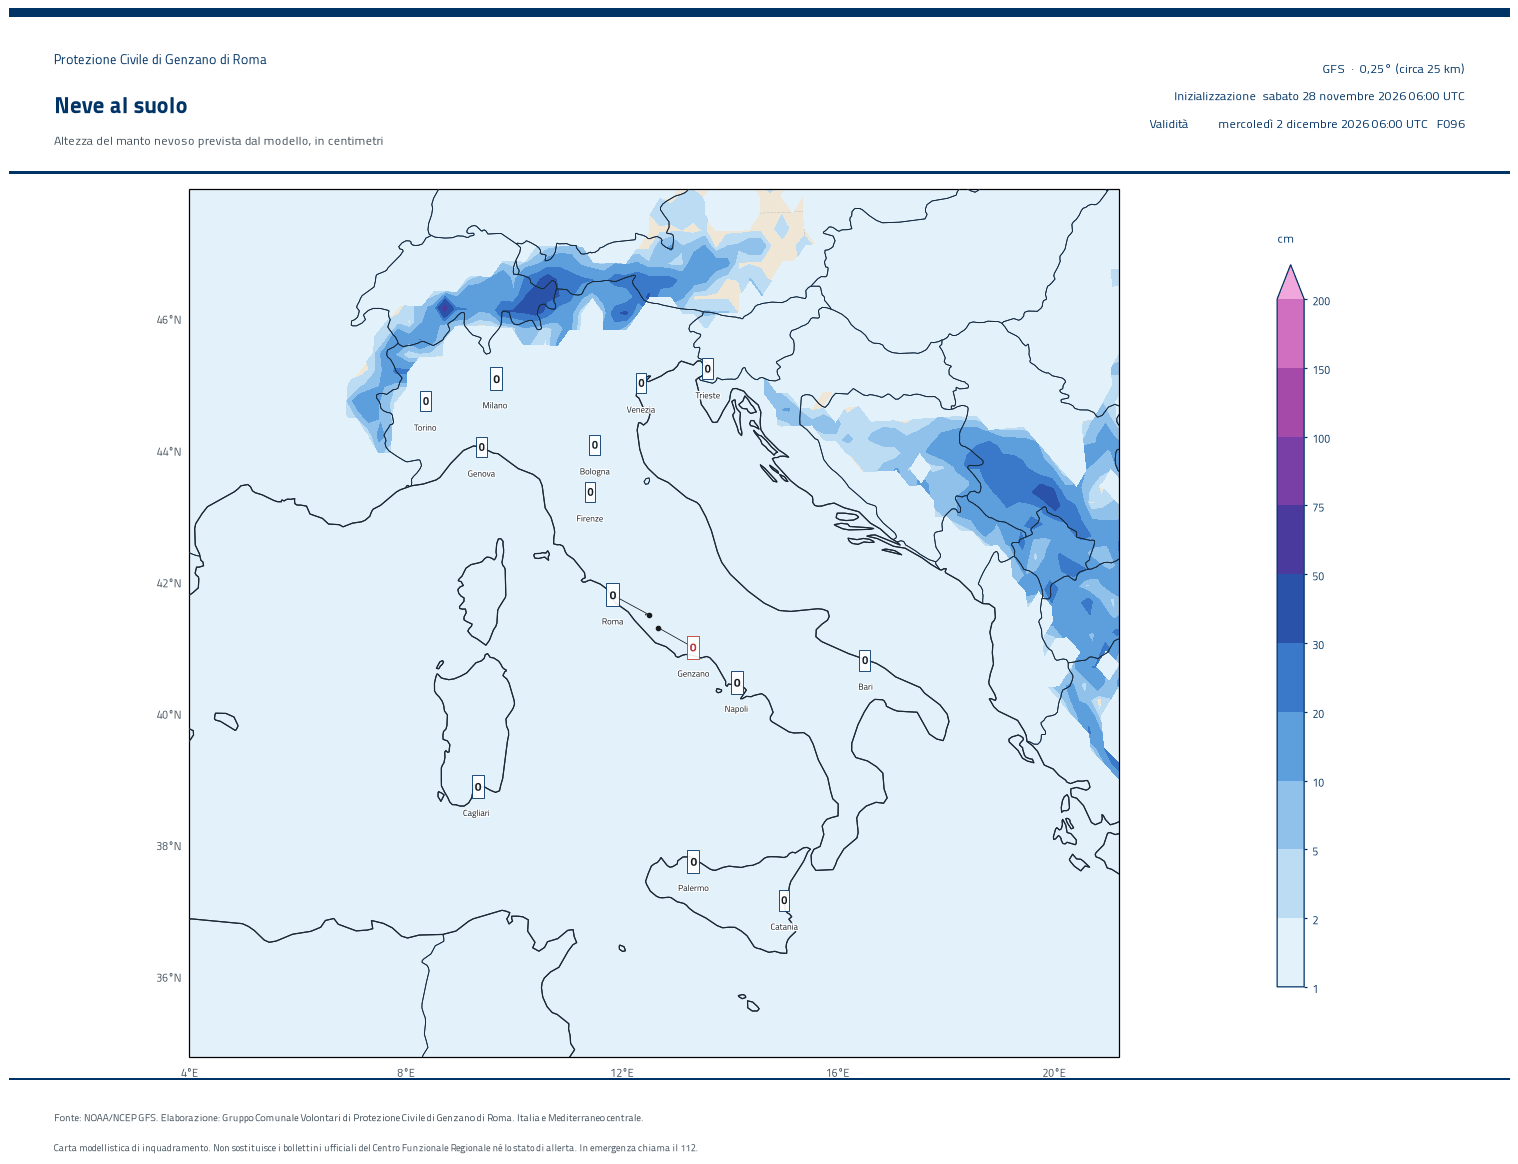 Protezione Civile di Genzano di Roma
Neve al suolo
Altezza del manto nevoso prevista dal modello, in centimetri
GFS · 0,25° (circa 25 km)
Inizializzazione sabato 28 novembre 2026 06:00 UTC
Validità mercoledì 2 dicembre 2026 06:00 UTC F096
cm
200
150
100
75
50
30
20
10
5
2
1
46°N
44°N
42°N
40°N
38°N
36°N
4°E
8°E
12°E
16°E
20°E
0
Trieste
0
Milano
0
Venezia
0
Torino
0
Genova
0
Bologna
0
Firenze
0
Roma
0
Genzano
0
Napoli
0
Bari
0
Cagliari
0
Palermo
0
Catania
Fonte: NOAA/NCEP GFS. Elaborazione: Gruppo Comunale Volontari di Protezione Civile di Genzano di Roma. Italia e Mediterraneo centrale.
Carta modellistica di inquadramento. Non sostituisce i bollettini ufficiali del Centro Funzionale Regionale né lo stato di allerta. In emergenza chiama il 112.